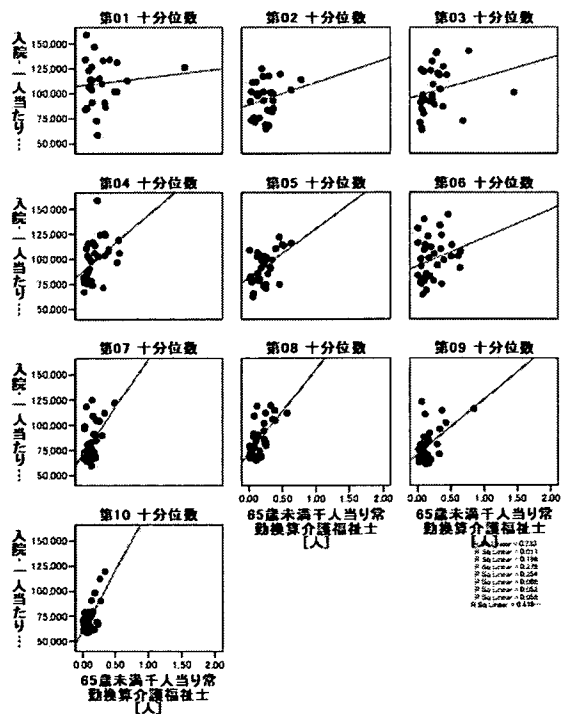 第01 十分位数
第02 十分位数
第03 十分位数
入院・一人当たり…
150.000
125.000
100.000
75.000
50.000
第04 十分位数
第05 十分位数
第06 十分位数
入院・一人当たり…
150.000
125.000
100.000
75.000
50.000
第07 十分位数
第08 十分位数
第09 十分位数
入院・一人当たり…
150.000
125.000
100.000
75.000
50.000
0.00 0.50 1.00 1.50 2.00
0.00 0.50 1.00 1.50 2.00
65歳未満千人当り常
勤換算介護福祉士
[人]
65歳未満千人当り常
勤換算介護福祉士
[人]
第10 十分位数
入院・一人当たり…
150.000
125.000
100.000
75.000
50.000
0.00 0.50 1.00 1.50 2.00
65歳未満千人当り常
勤換算介護福祉士
[人]